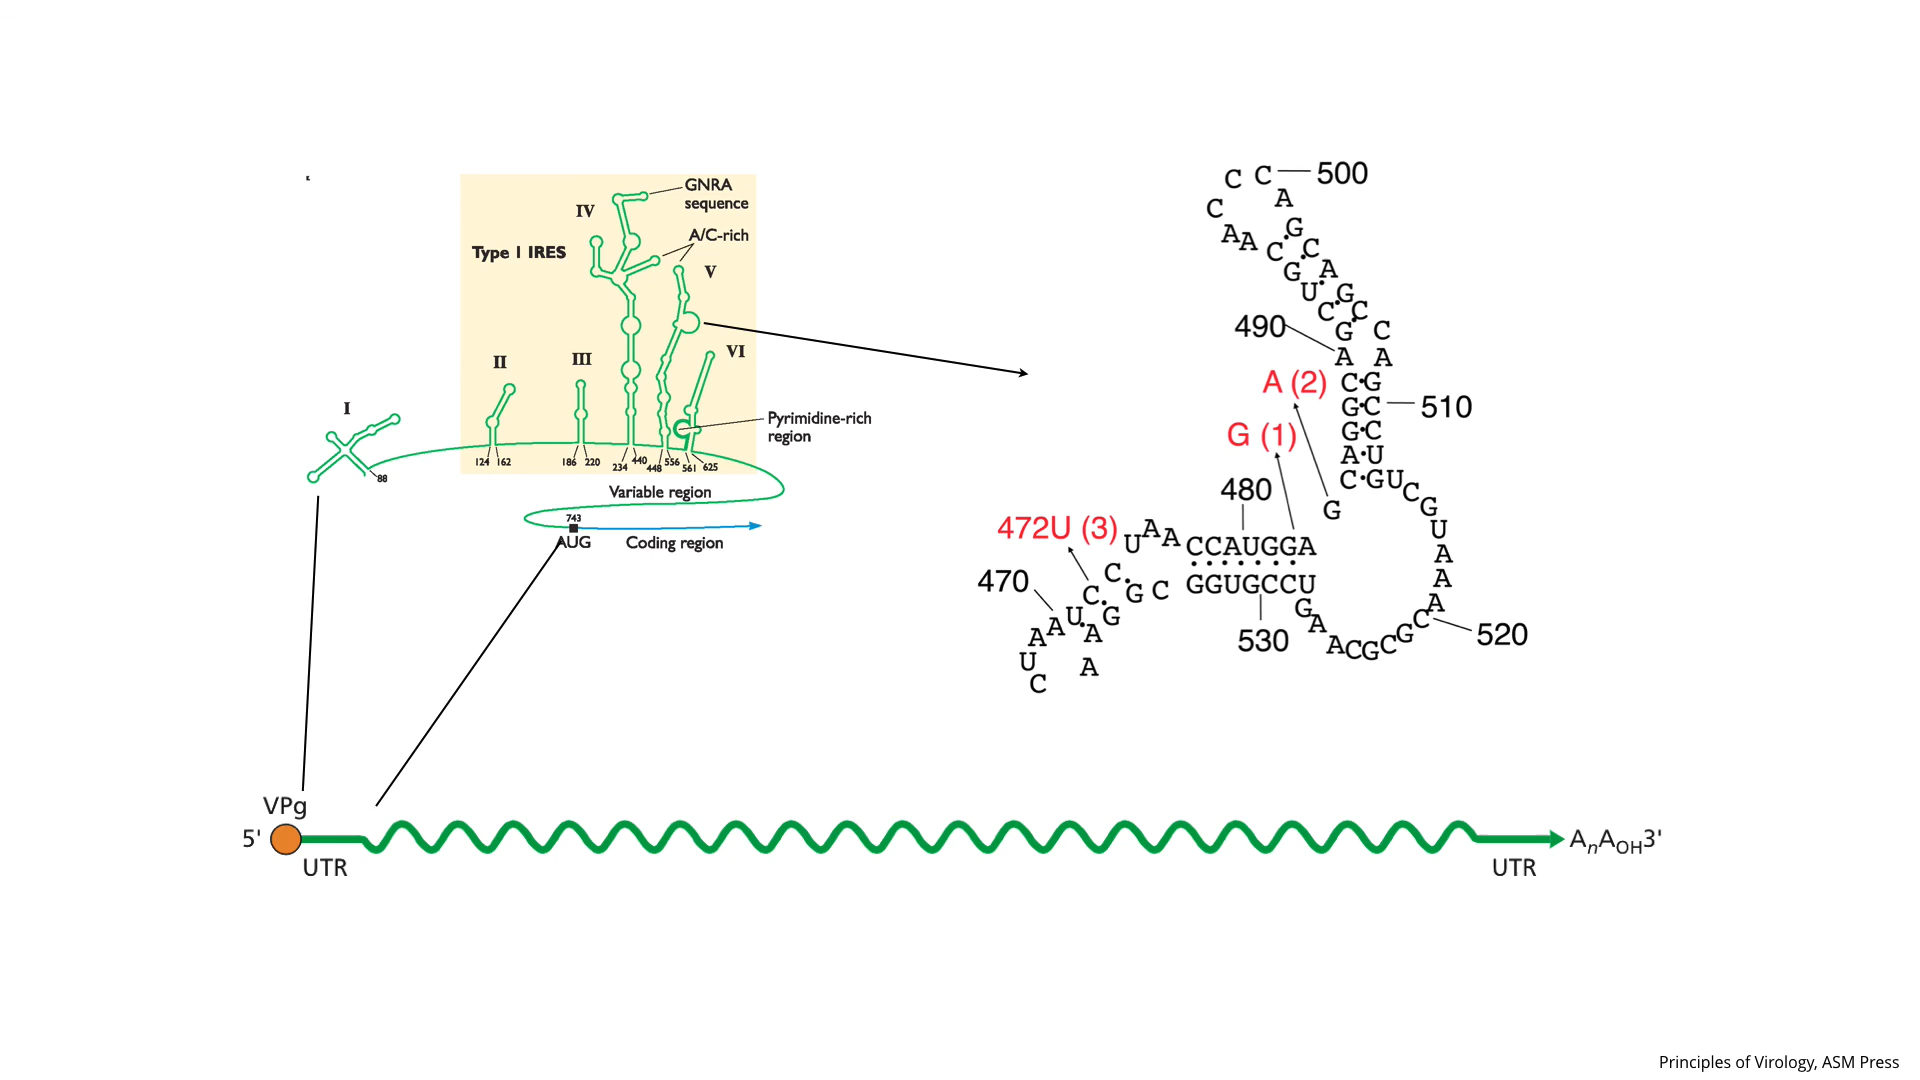 GNRA
sequence
IV
A/C-rich
Type 1 IRES
V
VI
II
III
I
Pyrimidine-rich
region
124 162
186 220
234 440
448 556
561 625
88
Variable region
743
AUG
Coding region
C C 500
C A
A A C G
G C
U A
C G
490 G C C
A A
A (2) C·G
G·C 510
G (1) G·C
A·U
480 C·G U C G
G U
472U (3) U A A C C A U G G A A
470 C G C G G U G C C U A
C G G A
U A A C 520
A A A A C G C G
U A 530
C
VPg
5'
UTR
UTR
AnAOH3'
Principles of Virology, ASM Press